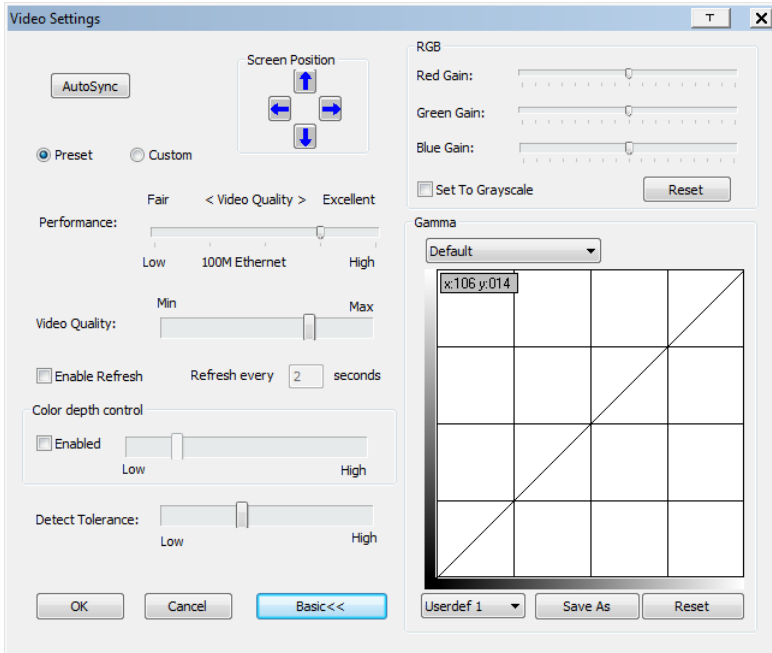 Video Settings
T
X
AutoSync
Screen Position
Preset
Custom
Fair < Video Quality > Excellent
Performance:
Low 100M Ethernet High
Min Max
Video Quality:
Enable Refresh Refresh every 2 seconds
Color depth control
Enabled
Low High
Detect Tolerance:
Low High
OK Cancel Basic<<
RGB
Red Gain:
Green Gain:
Blue Gain:
Set To Grayscale Reset
Gamma
Default
x:106 y:014
Userdef 1 Save As Reset